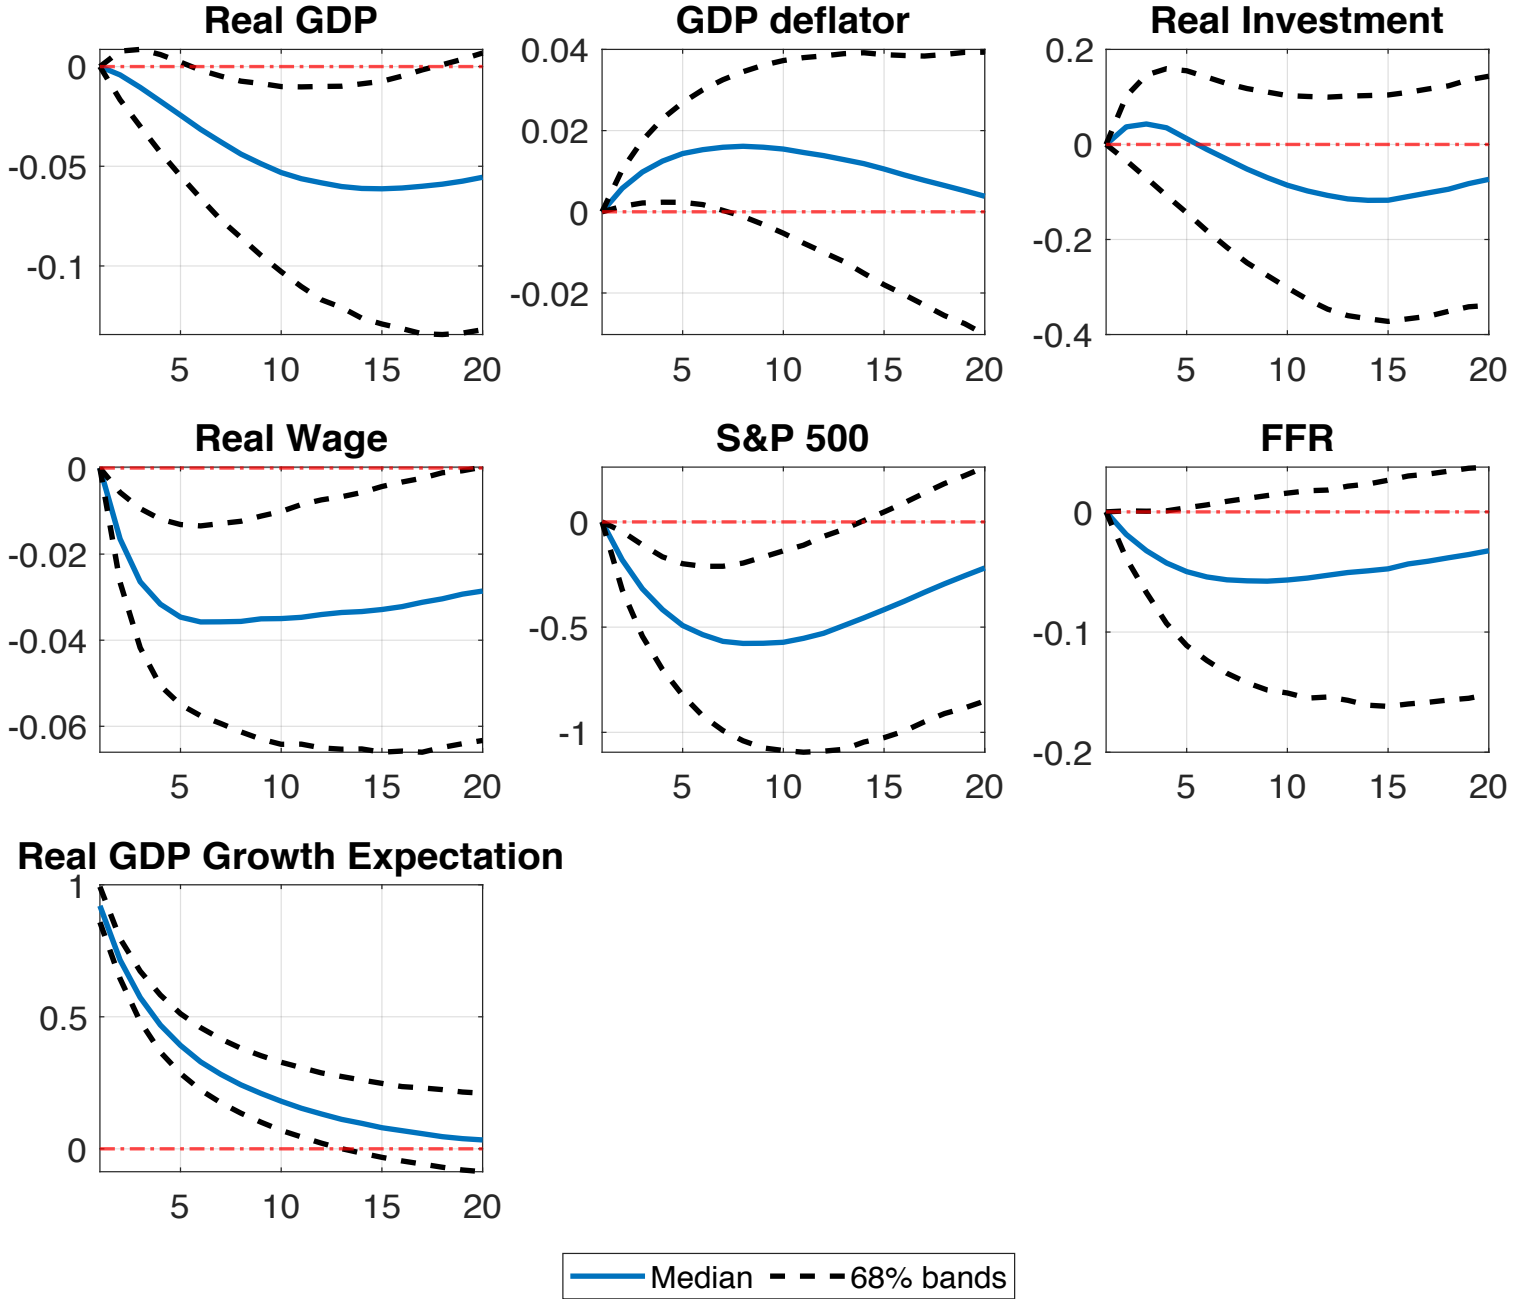 Real GDP
GDP deflator
Real Investment
0
-0.05
-0.1
5 10 15 20
0.04
0.02
0
-0.02
5 10 15 20
0.2
0
-0.2
-0.4
5 10 15 20
Real Wage
S&P 500
FFR
0
-0.02
-0.04
-0.06
5 10 15 20
0
-0.5
-1
5 10 15 20
0
-0.1
-0.2
5 10 15 20
Real GDP Growth Expectation
1
0.5
0
5 10 15 20
Median 68% bands